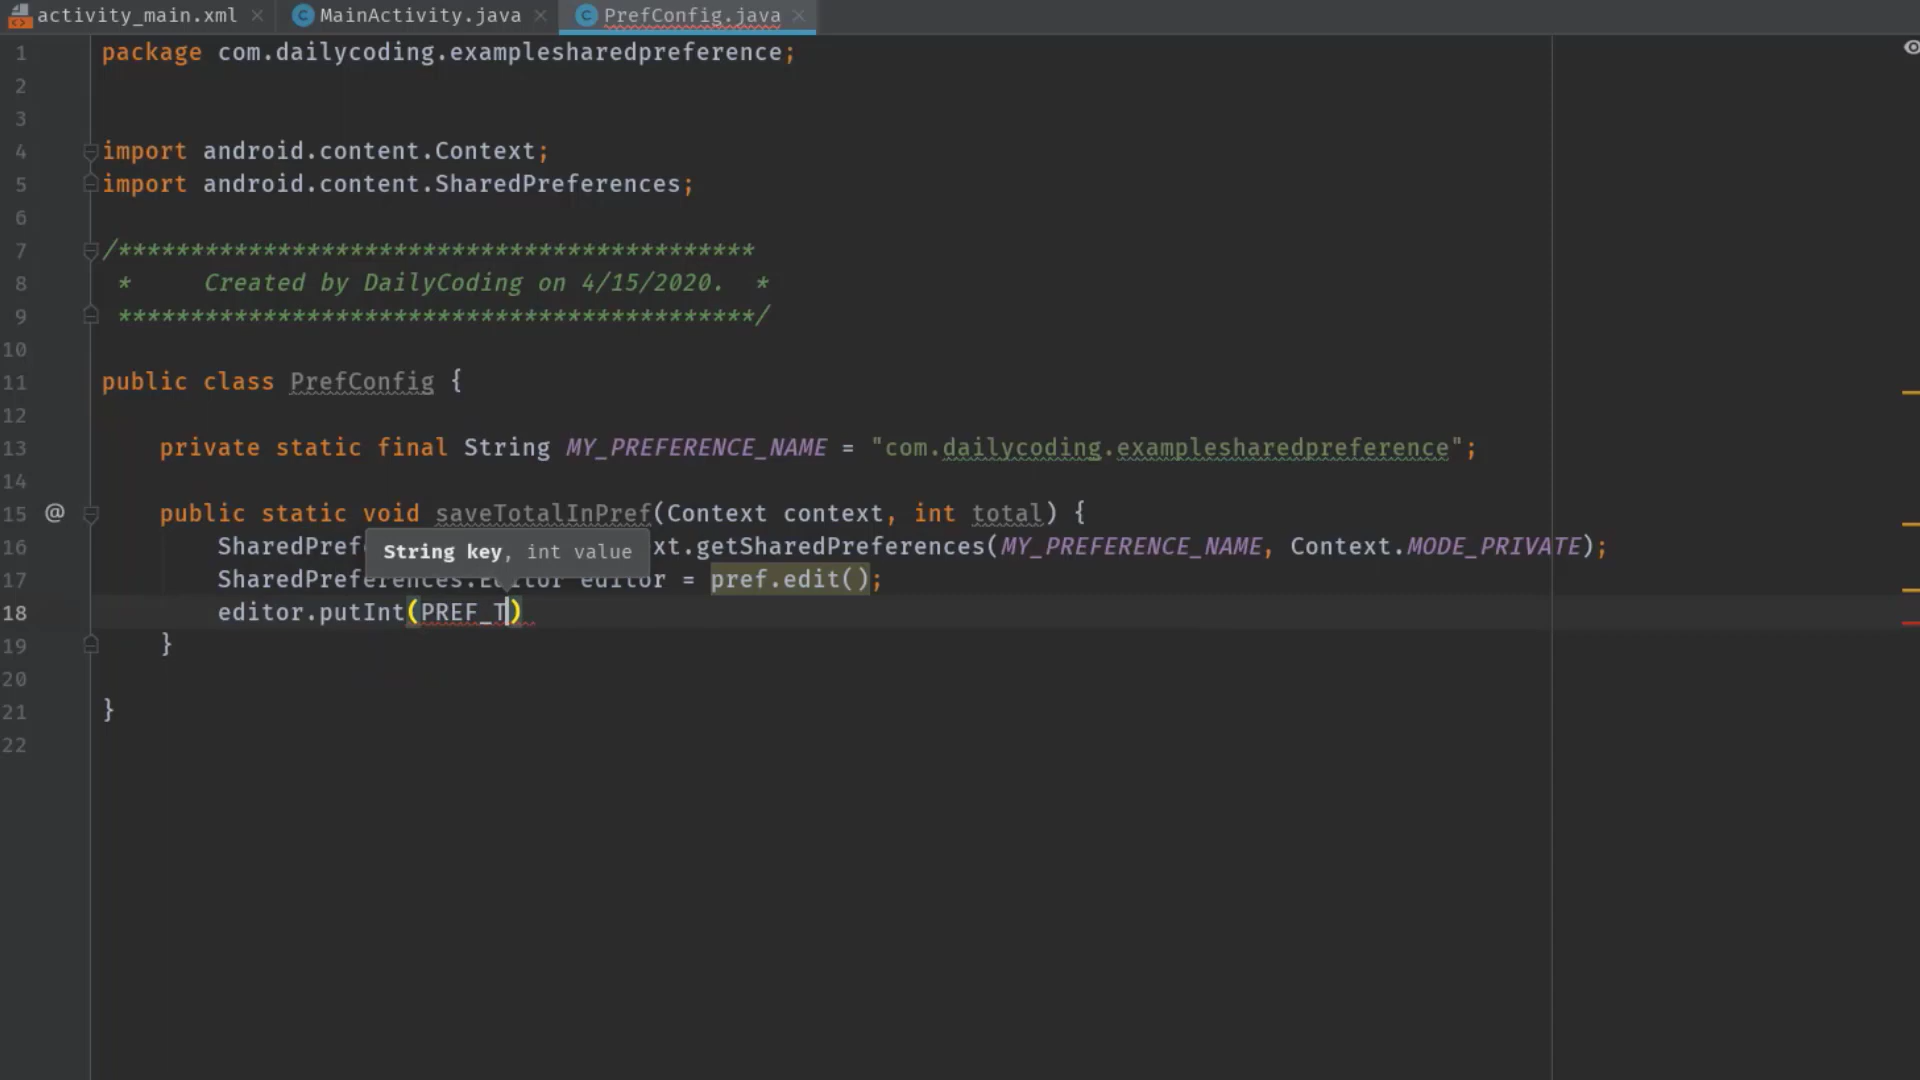 activity_main.xml MainActivity.java PrefConfig.java
1 package com.dailycoding.examplesharedpreference;
2
3
4 import android.content.Context;
5 import android.content.SharedPreferences;
6
7 /********************************************
8 * Created by DailyCoding on 4/15/2020. *
9 ********************************************/
10
11 public class PrefConfig {
12
13 private static final String MY_PREFERENCE_NAME = "com.dailycoding.examplesharedpreference";
14
15 @ public static void saveTotalInPref(Context context, int total) {
16 SharedPref xt.getSharedPreferences(MY_PREFERENCE_NAME, Context.MODE_PRIVATE);
String key, int value
17 SharedPreferences.Editor editor = pref.edit();
18 editor.putInt(PREF_T)
19 }
20
21 }
22